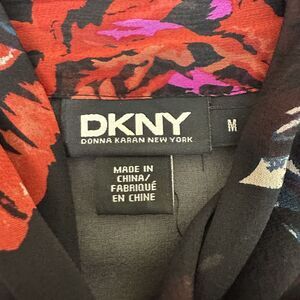 DKNY
DONNA KARAN NEW YORK
M
MADE IN
CHINA/
FABRIQUÉ
EN CHINE